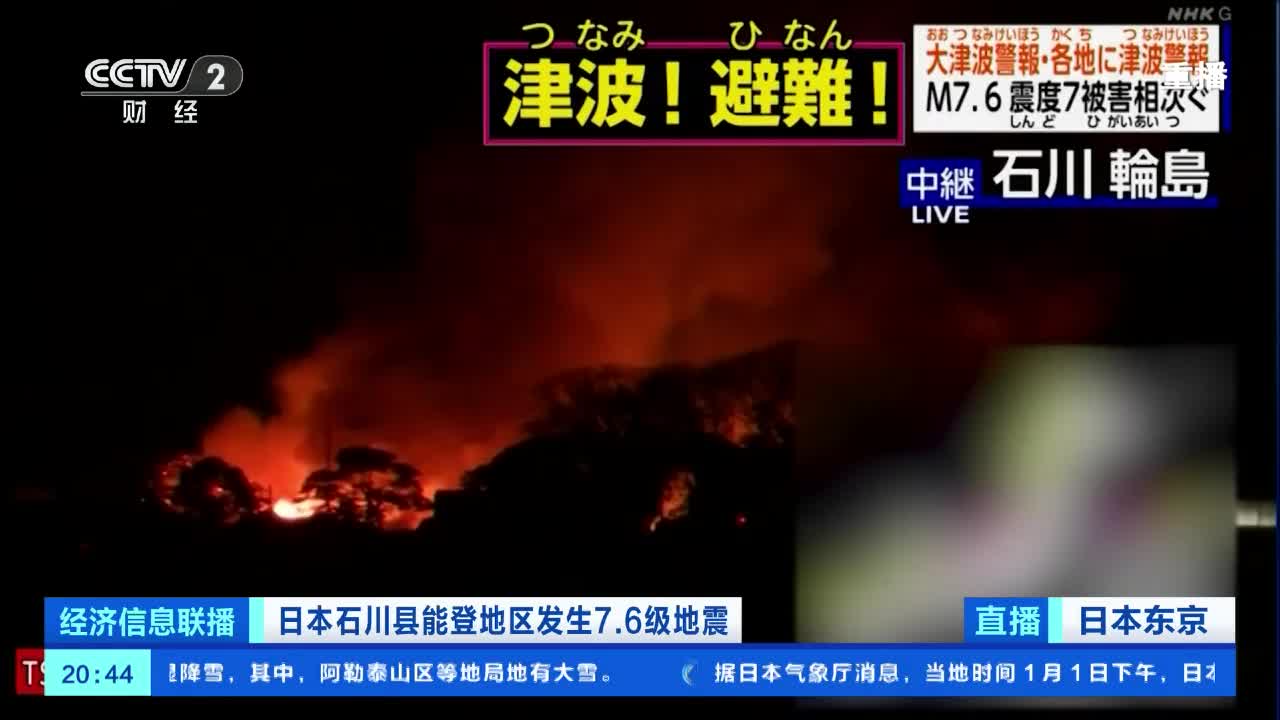 CCTV 2
财 经
つ なみ ひ なん
津波！避難！
NHK G
おお つ なみけいほう かく ち つ なみけいほう
大津波警報・各地に津波警報
重播
M7.6 震度7被害相次ぐ
しん ど ひ がいあい つ
中継
LIVE
石川 輪島
经济信息联播
日本石川县能登地区发生7.6级地震
直播
日本东京
20:44
降雪，其中，阿勒泰山区等地局地有大雪。
据日本气象厅消息，当地时间1月1日下午，日